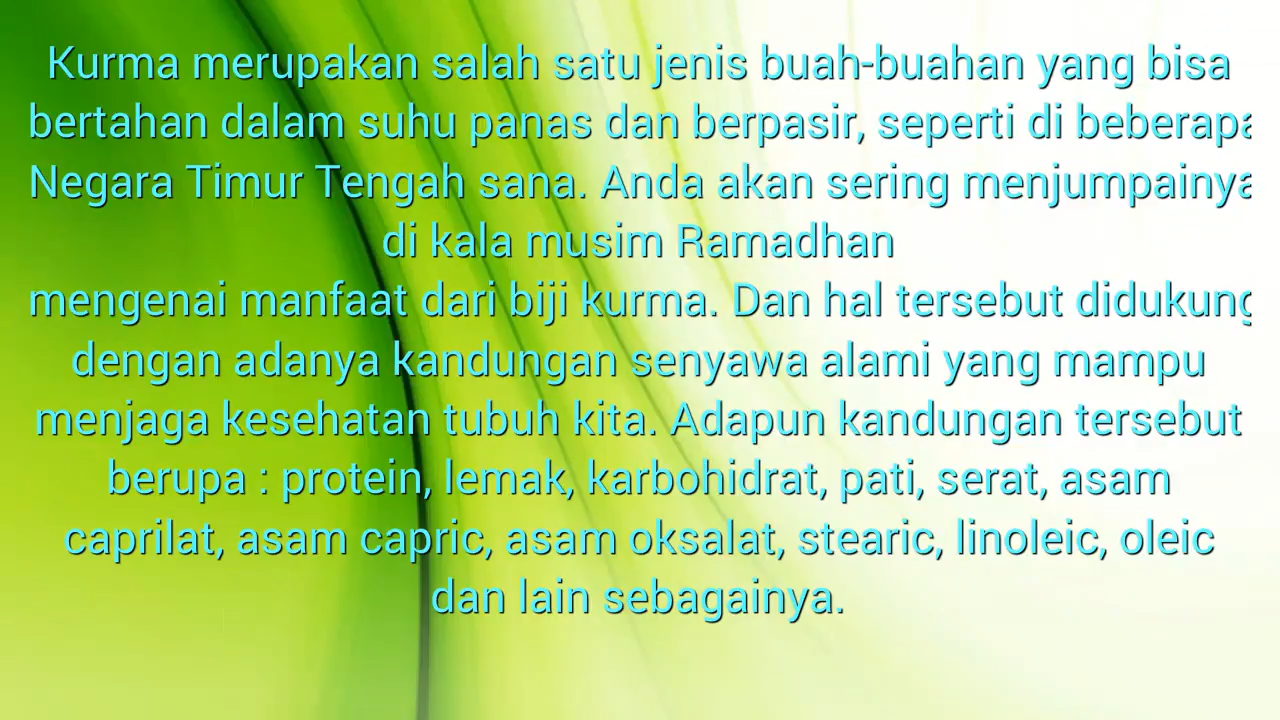 Kurma merupakan salah satu jenis buah-buahan yang bisa
bertahan dalam suhu panas dan berpasir, seperti di beberapa
Negara Timur Tengah sana. Anda akan sering menjumpainya
di kala musim Ramadhan
mengenai manfaat dari biji kurma. Dan hal tersebut didukung
dengan adanya kandungan senyawa alami yang mampu
menjaga kesehatan tubuh kita. Adapun kandungan tersebut
berupa : protein, lemak, karbohidrat, pati, serat, asam
caprilat, asam capric, asam oksalat, stearic, linoleic, oleic
dan lain sebagainya.